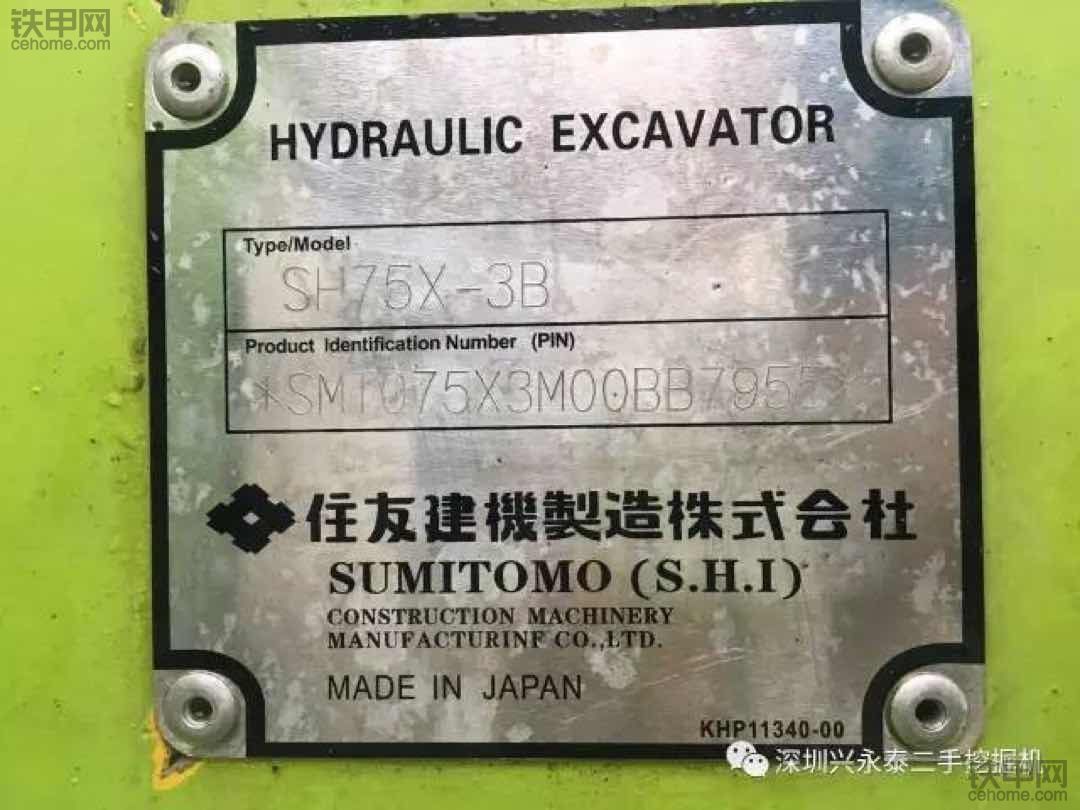 铁甲网
cehome.com
HYDRAULIC EXCAVATOR
Type/Model
SH75X-3B
Product Identification Number (PIN)
住友建機製造株式会社
SUMITOMO (S.H.I)
CONSTRUCTION MACHINERY
MANUFACTURINF CO.,LTD.
MADE IN JAPAN
KHP11340-00
深圳兴永泰二手挖掘机
铁甲网
cehome.com